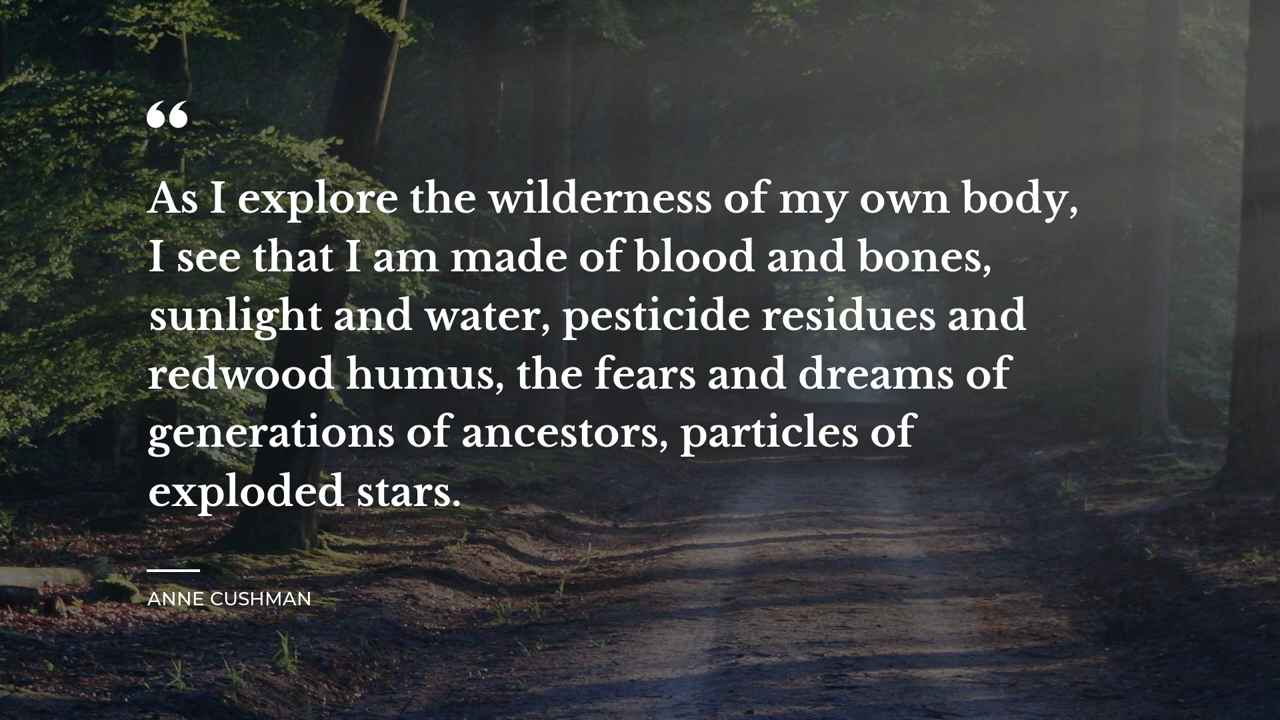 “
As I explore the wilderness of my own body,
I see that I am made of blood and bones,
sunlight and water, pesticide residues and
redwood humus, the fears and dreams of
generations of ancestors, particles of
exploded stars.
ANNE CUSHMAN